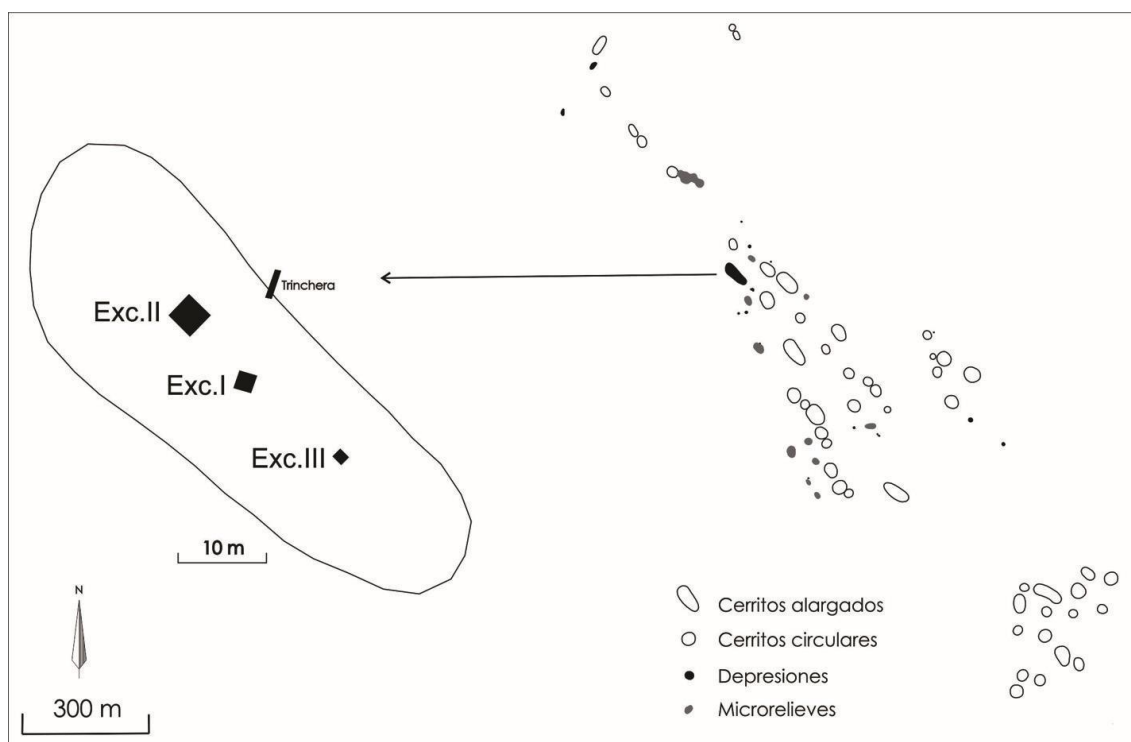 Trinchera
Exc.II
Exc.I
Exc.III
10 m
N
300 m
Cerritos alargados
Cerritos circulares
Depresiones
Microrelieves